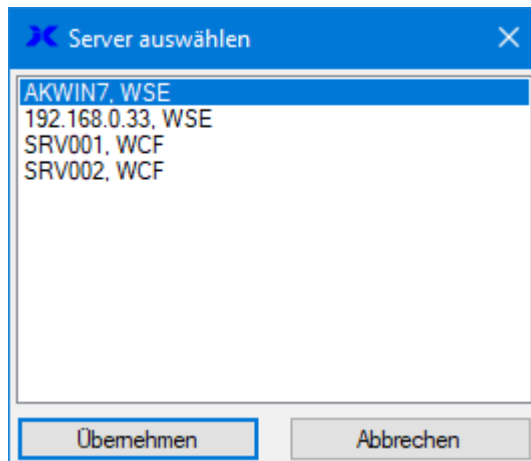 Server auswählen
AKWIN7, WSE
192.168.0.33, WSE
SRV001, WCF
SRV002, WCF
Übernehmen
Abbrechen